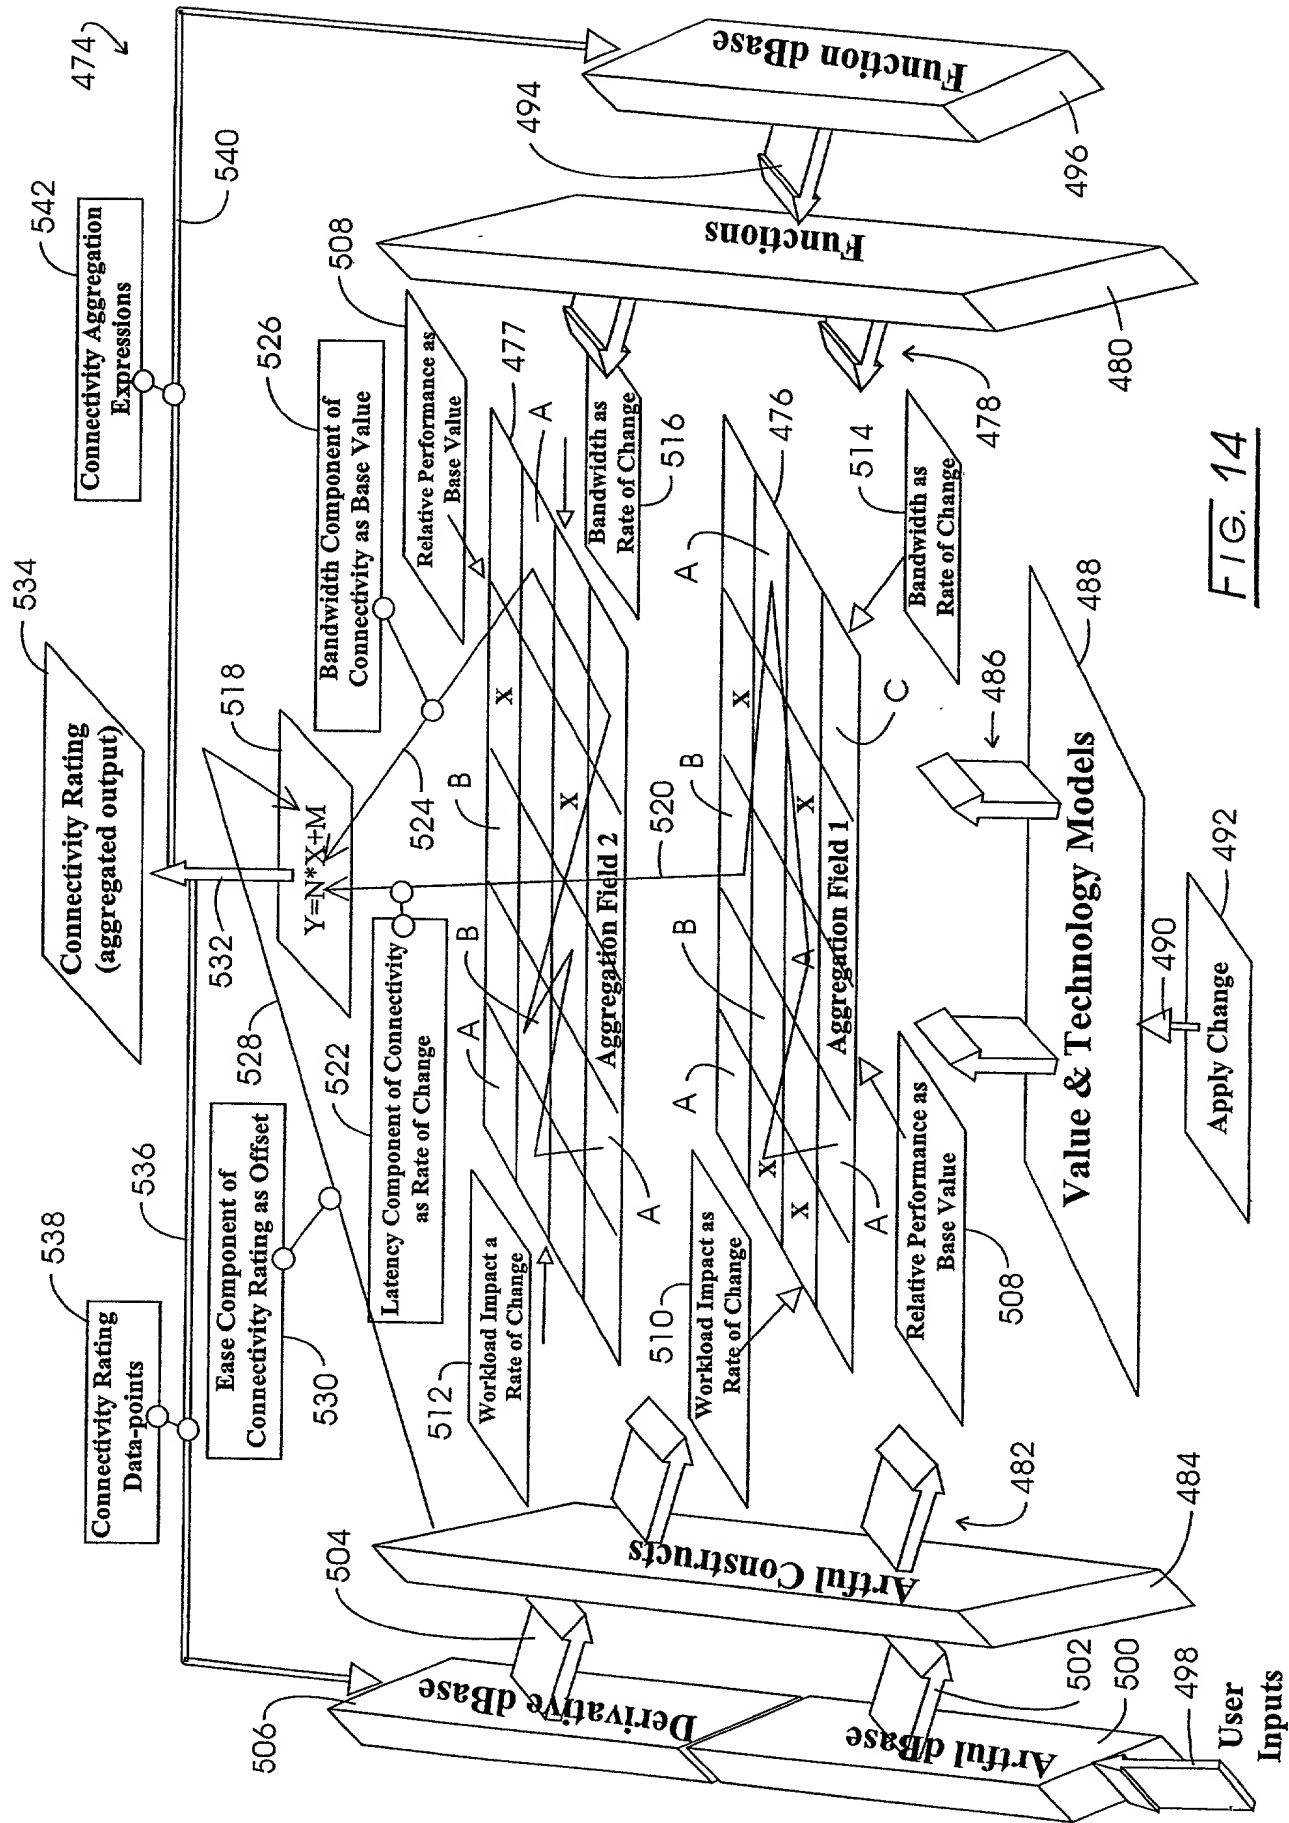 474
542
Connectivity Aggregation
Expressions
540
534
Connectivity Rating
(aggregated output)
536
538
Connectivity Rating
Data-points
532
528
518
Y=N*X+M
526
Bandwidth Component of
Connectivity as Base Value
524
530
Ease Component of
Connectivity Rating as Offset
522
Latency Component of Connectivity
as Rate of Change
520
508
Relative Performance as
Base Value
477
A
Bandwidth as
Rate of Change
516
512
Workload Impact a
Rate of Change
A
B
B
X
X
A
Aggregation Field 2
510
Workload Impact as
Rate of Change
A
B
B
A
X
X
X
X
A
A
C
Aggregation Field 1
476
514
Bandwidth as
Rate of Change
478
508
Relative Performance as
Base Value
486
488
Value & Technology Models
490
492
Apply Change
494
Function dBase
496
Functions
480
482
484
Artful Constructs
504
506
Derivative dBase
Artful dBase
502
500
498
User
Inputs
FIG. 14